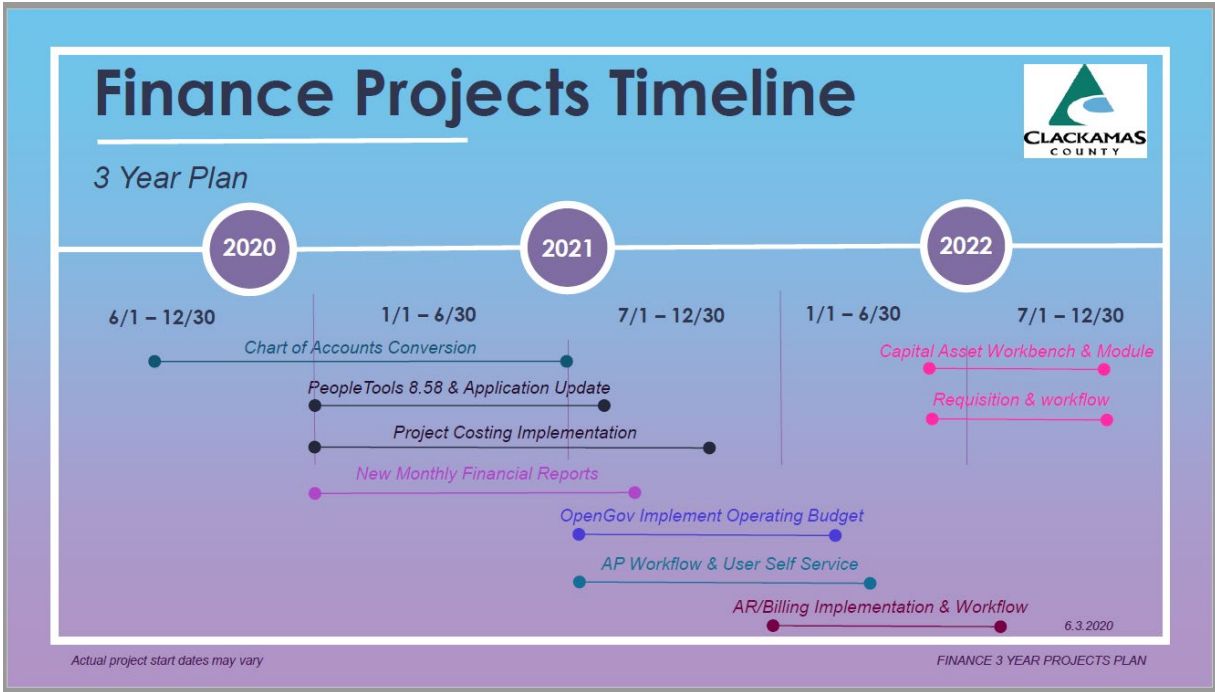 Finance Projects Timeline
CLACKAMAS
COUNTY
3 Year Plan
2020
2021
2022
6/1 – 12/30
1/1 – 6/30
7/1 – 12/30
1/1 – 6/30
7/1 – 12/30
Chart of Accounts Conversion
Capital Asset Workbench & Module
PeopleTools 8.58 & Application Update
Requisition & workflow
Project Costing Implementation
New Monthly Financial Reports
OpenGov Implement Operating Budget
AP Workflow & User Self Service
AR/Billing Implementation & Workflow
6.3.2020
Actual project start dates may vary
FINANCE 3 YEAR PROJECTS PLAN